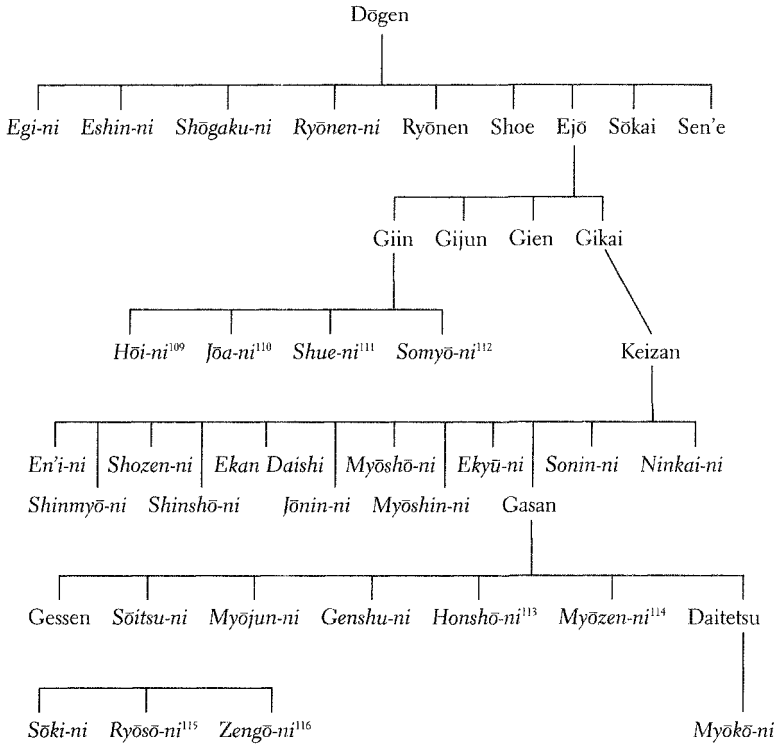 Dōgen
Egi-ni Eshin-ni Shōgaku-ni Ryōnen-ni Ryōnen Shoe Ejō Sōkai Sen'e
Giin Gijun Gien Gikai
Hōi-ni¹⁰⁹ Jōa-ni¹¹⁰ Shue-ni¹¹¹ Somyō-ni¹¹² Keizan
En'i-ni Shozen-ni Ekan Daishi Myōshō-ni Ekyū-ni Sonin-ni Ninkai-ni
Shinmyō-ni Shinshō-ni Jōnin-ni Myōshin-ni Gasan
Gessen Sōitsu-ni Myōjun-ni Genshu-ni Honshō-ni¹¹³ Myōzen-ni¹¹⁴ Daitetsu
Sōki-ni Ryōsō-ni¹¹⁵ Zengō-ni¹¹⁶ Myōkō-ni